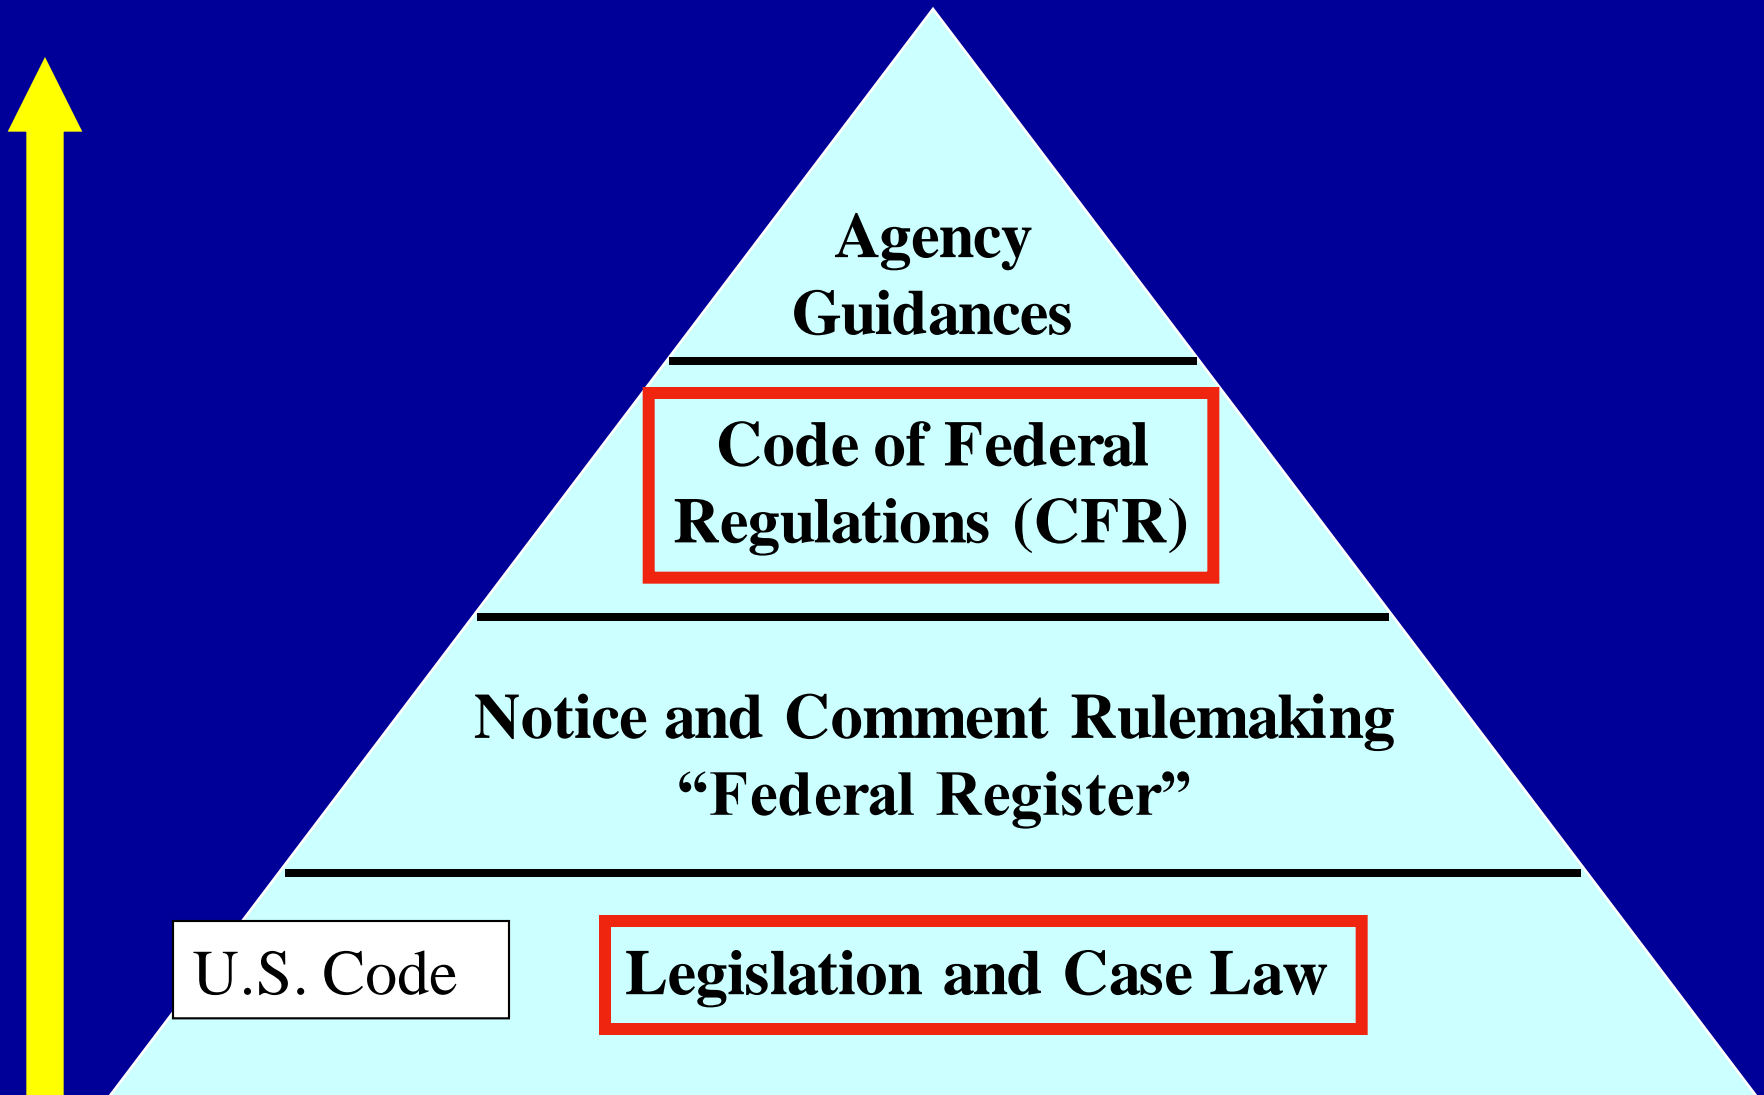 Agency
Guidances
Code of Federal
Regulations (CFR)
Notice and Comment Rulemaking
“Federal Register”
U.S. Code
Legislation and Case Law